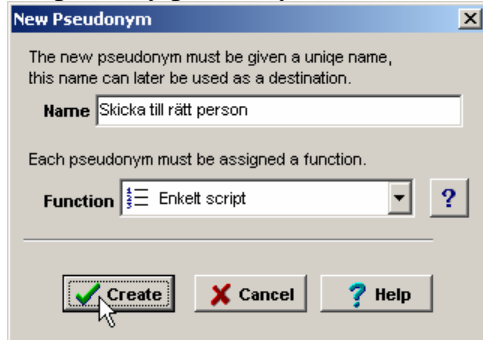 New Pseudonym
The new pseudonym must be given a uniqe name,
this name can later be used as a destination.
Name Skicka till rätt person
Each pseudonym must be assigned a function.
Function Enkelt script ?
Create Cancel ? Help